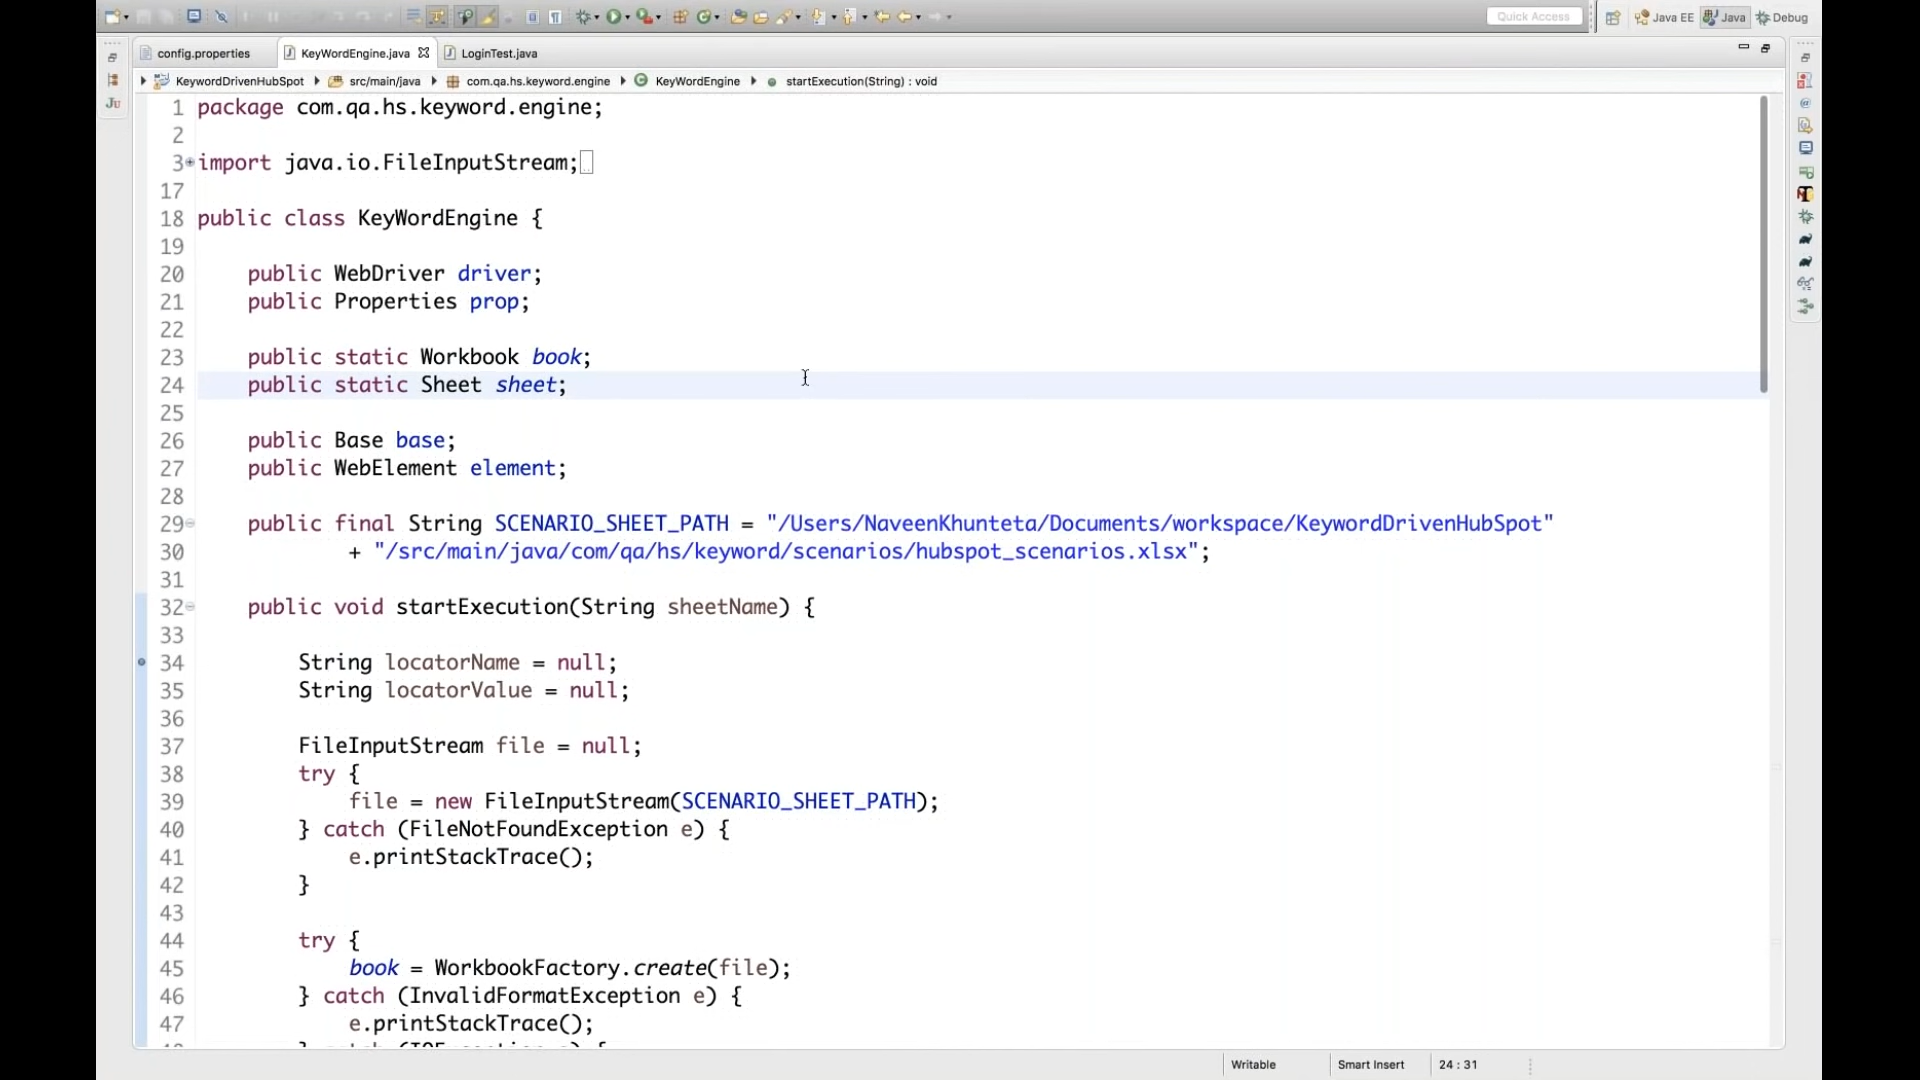 Quick Access
Java EE
Java
Debug
config.properties
KeyWordEngine.java
LoginTest.java
KeywordDrivenHubSpot
src/main/java
com.qa.hs.keyword.engine
KeyWordEngine
startExecution(String) : void
1 package com.qa.hs.keyword.engine;
2
3 import java.io.FileInputStream;
17
18 public class KeyWordEngine {
19
20 public WebDriver driver;
21 public Properties prop;
22
23 public static Workbook book;
24 public static Sheet sheet;
25
26 public Base base;
27 public WebElement element;
28
29 public final String SCENARIO_SHEET_PATH = "/Users/NaveenKhunteta/Documents/workspace/KeywordDrivenHubSpot"
30 + "/src/main/java/com/qa/hs/keyword/scenarios/hubspot_scenarios.xlsx";
31
32 public void startExecution(String sheetName) {
33
34 String locatorName = null;
35 String locatorValue = null;
36
37 FileInputStream file = null;
38 try {
39 file = new FileInputStream(SCENARIO_SHEET_PATH);
40 } catch (FileNotFoundException e) {
41 e.printStackTrace();
42 }
43
44 try {
45 book = WorkbookFactory.create(file);
46 } catch (InvalidFormatException e) {
47 e.printStackTrace();
Writable
Smart Insert
24 : 31